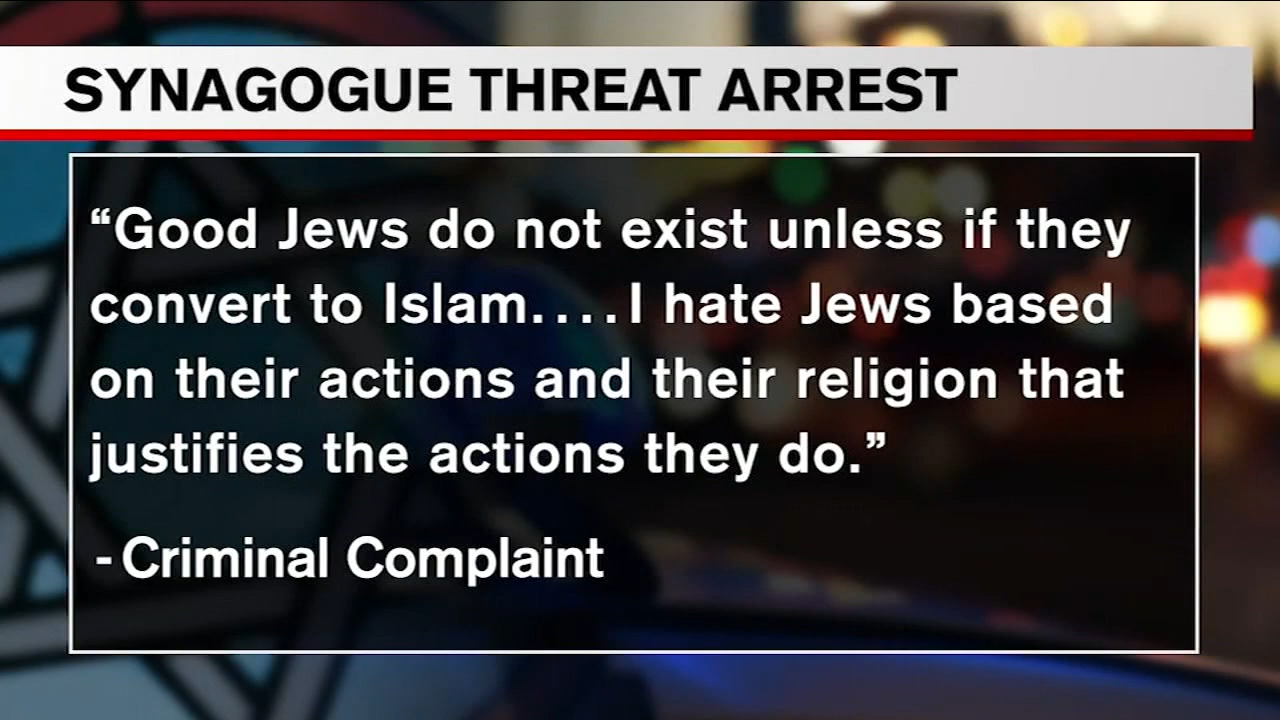 SYNAGOGUE THREAT ARREST
“Good Jews do not exist unless if they
convert to Islam....I hate Jews based
on their actions and their religion that
justifies the actions they do.”
- Criminal Complaint